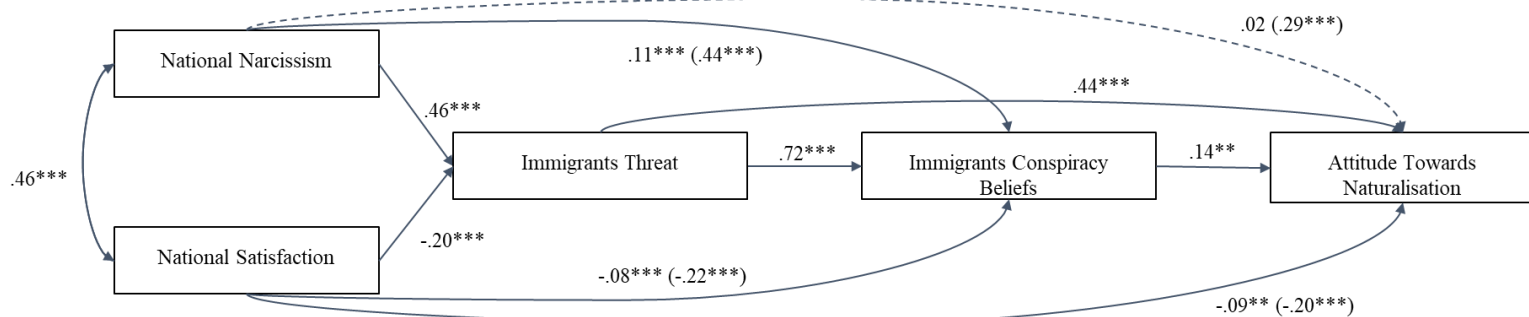 .02 (.29***)
National Narcissism
.11*** (.44***)
.44***
.46***
Immigrants Threat
.72***
Immigrants Conspiracy
Beliefs
.14**
Attitude Towards
Naturalisation
.46***
-.20***
National Satisfaction
-.08*** (-.22***)
-.09** (-.20***)